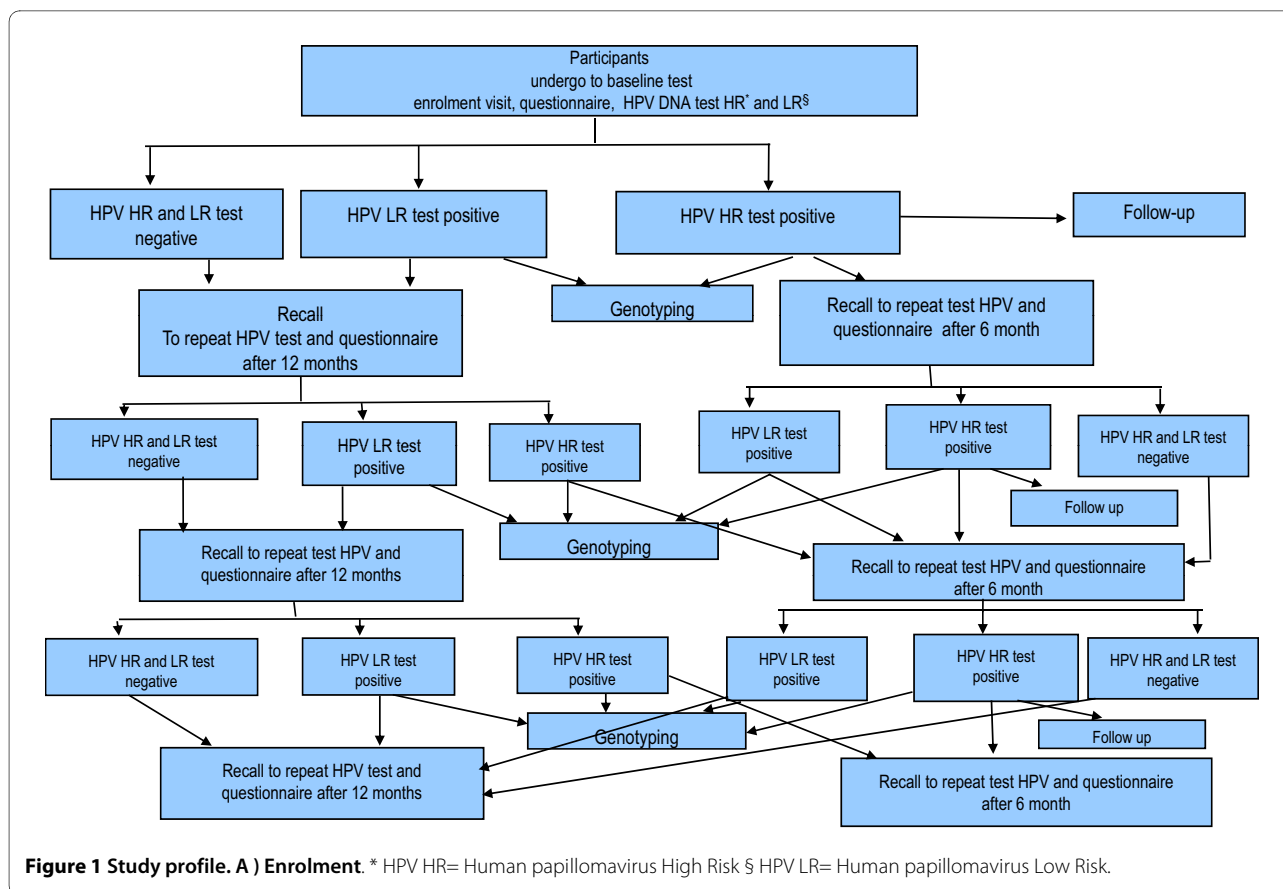 Participants
undergo to baseline test
enrolment visit, questionnaire, HPV DNA test HR* and LR§
HPV HR and LR test
negative
HPV LR test positive
HPV HR test positive
Follow-up
Genotyping
Recall
To repeat HPV test and questionnaire
after 12 months
Recall to repeat test HPV and
questionnaire after 6 month
HPV HR and LR test
negative
HPV LR test
positive
HPV HR test
positive
HPV LR test
positive
HPV HR test
positive
HPV HR and LR test
negative
Follow up
Genotyping
Recall to repeat test HPV and
questionnaire after 12 months
Recall to repeat test HPV and questionnaire
after 6 month
HPV HR and LR test
negative
HPV LR test
positive
HPV HR test
positive
HPV LR test
positive
HPV HR test
positive
HPV HR and LR test
negative
Genotyping
Follow up
Recall to repeat HPV test and
questionnaire after 12 months
Recall to repeat test HPV and questionnaire
after 6 month
Figure 1 Study profile. A ) Enrolment. * HPV HR= Human papillomavirus High Risk § HPV LR= Human papillomavirus Low Risk.